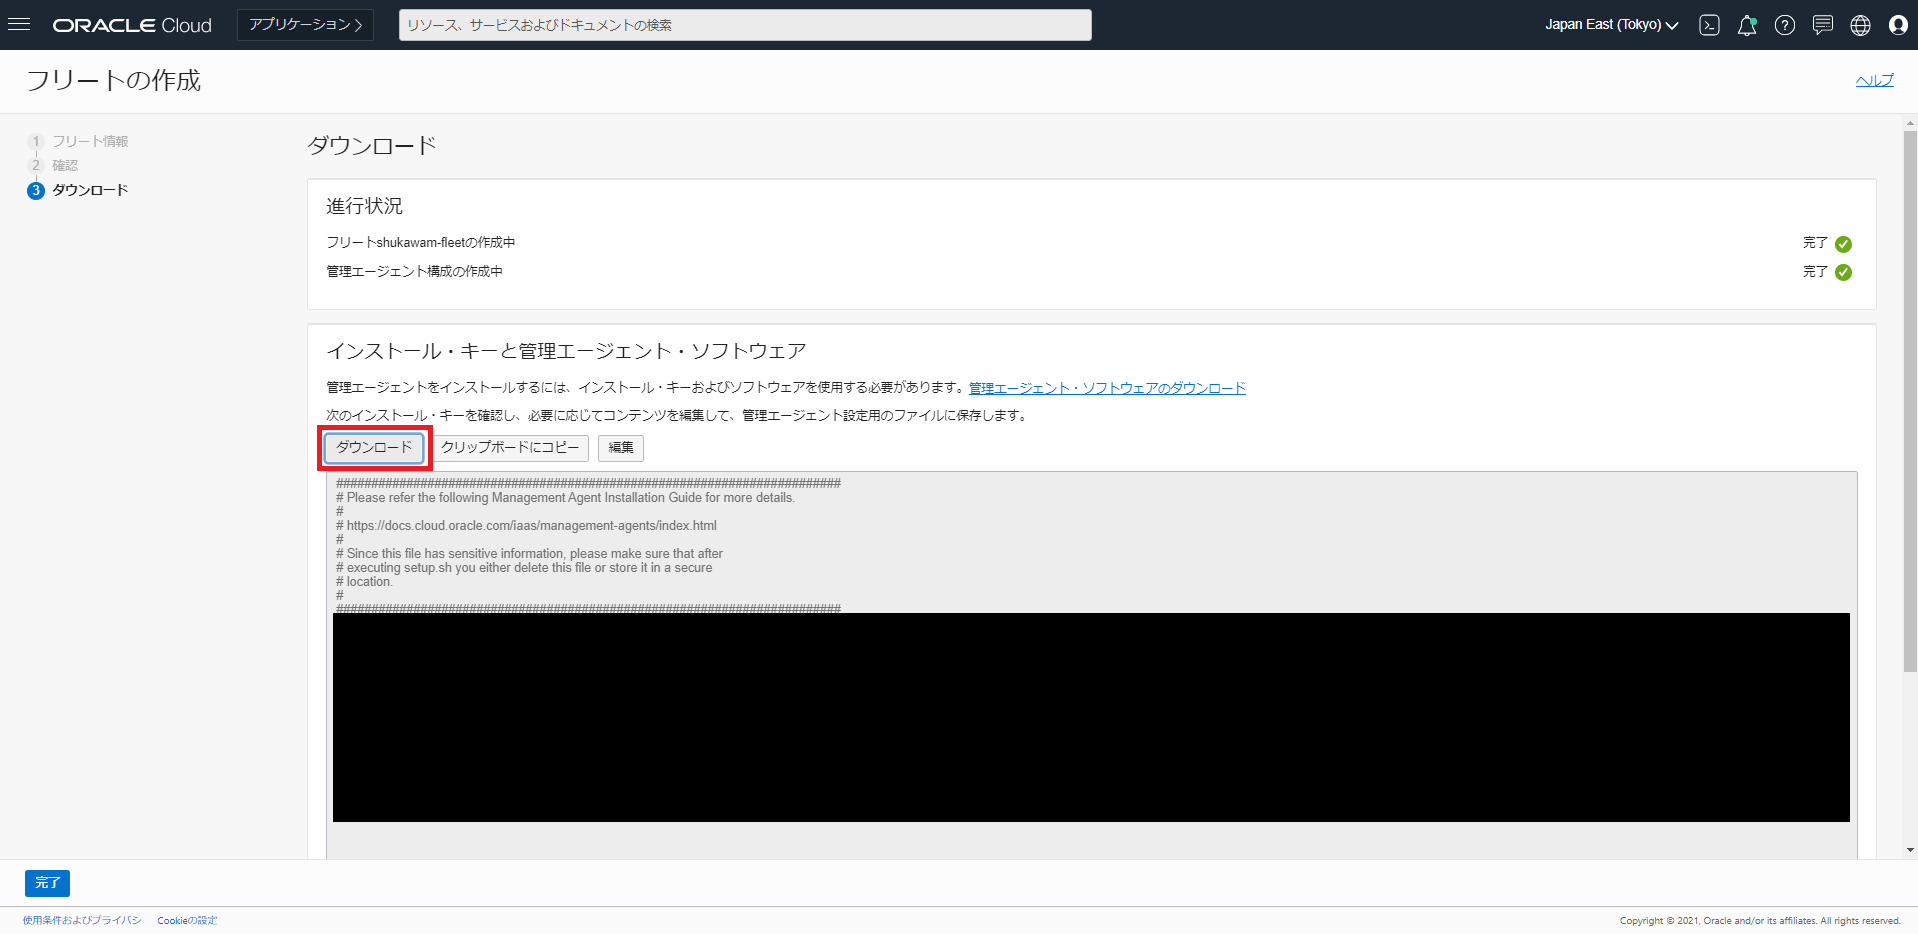 ORACLE Cloud
アプリケーション
リソース、サービスおよびドキュメントの検索
Japan East (Tokyo)
フリートの作成
ヘルプ
1 フリート情報
2 確認
3 ダウンロード
ダウンロード
進行状況
フリートshukawam-fleetの作成中
完了
管理エージェント構成の作成中
完了
インストール・キーと管理エージェント・ソフトウェア
管理エージェントをインストールするには、インストール・キーおよびソフトウェアを使用する必要があります。管理エージェント・ソフトウェアのダウンロード
次のインストール・キーを確認し、必要に応じてコンテンツを編集して、管理エージェント設定用のファイルに保存します。
ダウンロード クリップボードにコピー 編集
########################################################################
# Please refer the following Management Agent Installation Guide for more details.
#
# https://docs.cloud.oracle.com/iaas/management-agents/index.html
#
# Since this file has sensitive information, please make sure that after
# executing setup.sh you either delete this file or store it in a secure
# location.
#
########################################################################
完了
使用条件およびプライバシ Cookieの設定
Copyright © 2021, Oracle and/or its affiliates. All rights reserved.